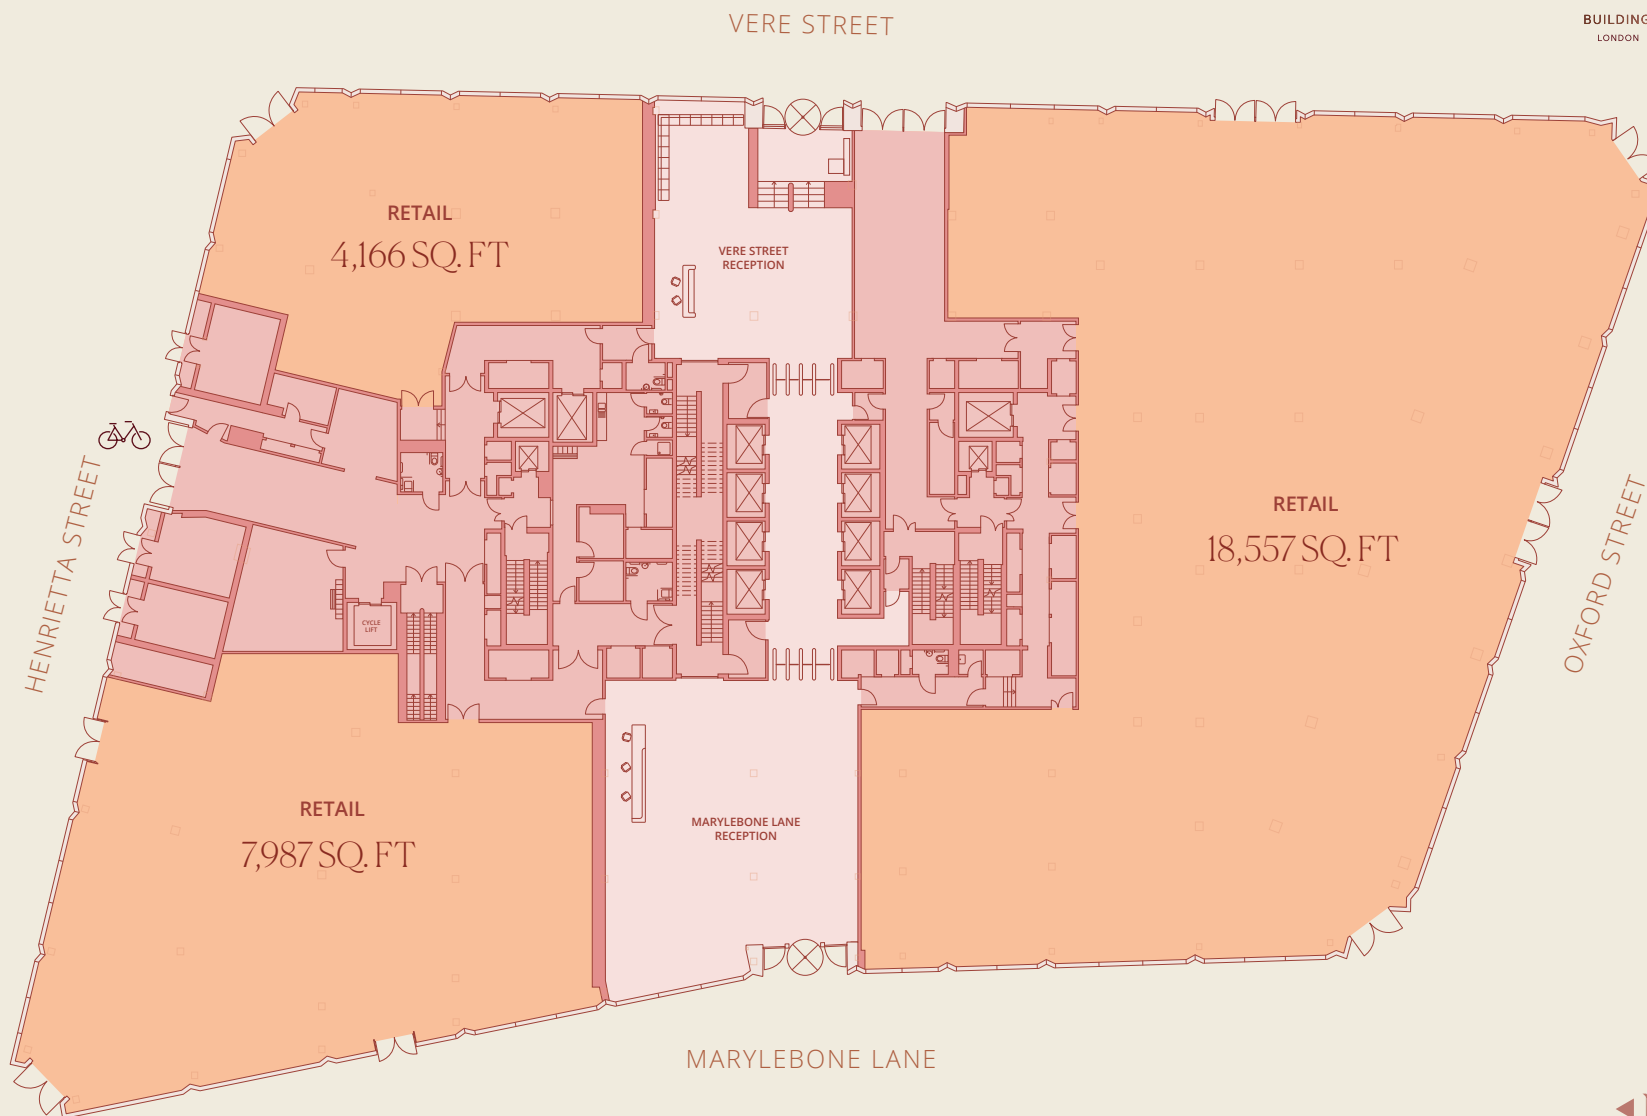 VERE STREET
BUILDING
LONDON
RETAIL
4,166 SQ. FT
VERE STREET
RECEPTION
RETAIL
18,557 SQ. FT
HENRIETTA STREET
OXFORD STREET
CYCLE
LIFT
RETAIL
7,987 SQ. FT
MARYLEBONE LANE
RECEPTION
MARYLEBONE LANE